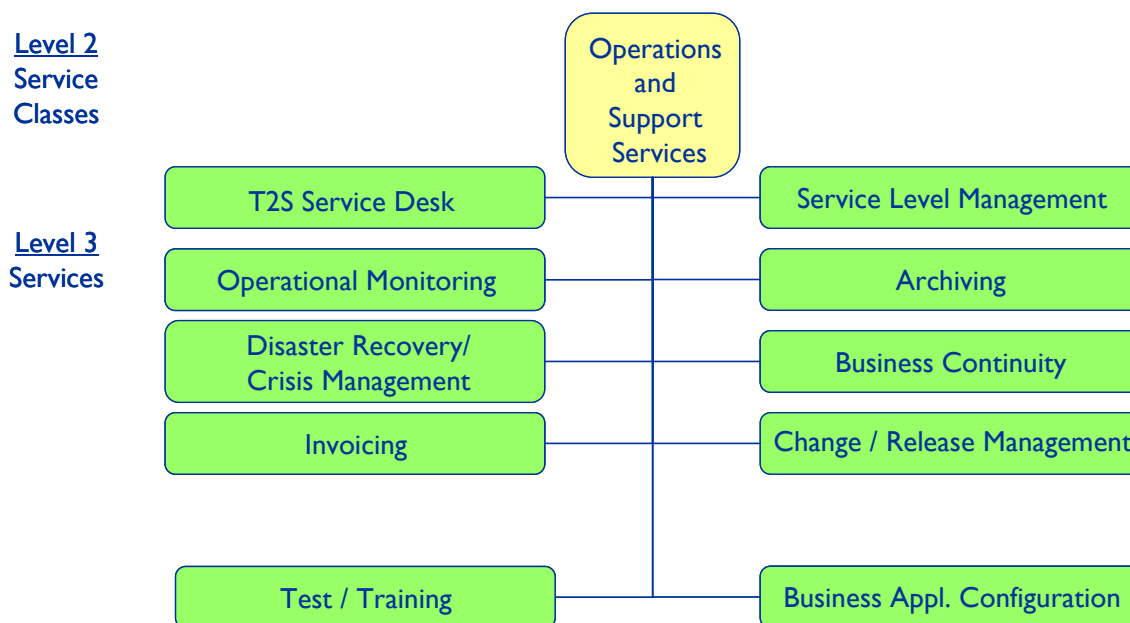 Level 2
Service
Classes
Operations
and
Support
Services
T2S Service Desk
Service Level Management
Level 3
Services
Operational Monitoring
Archiving
Disaster Recovery/
Crisis Management
Business Continuity
Invoicing
Change / Release Management
Test / Training
Business Appl. Configuration